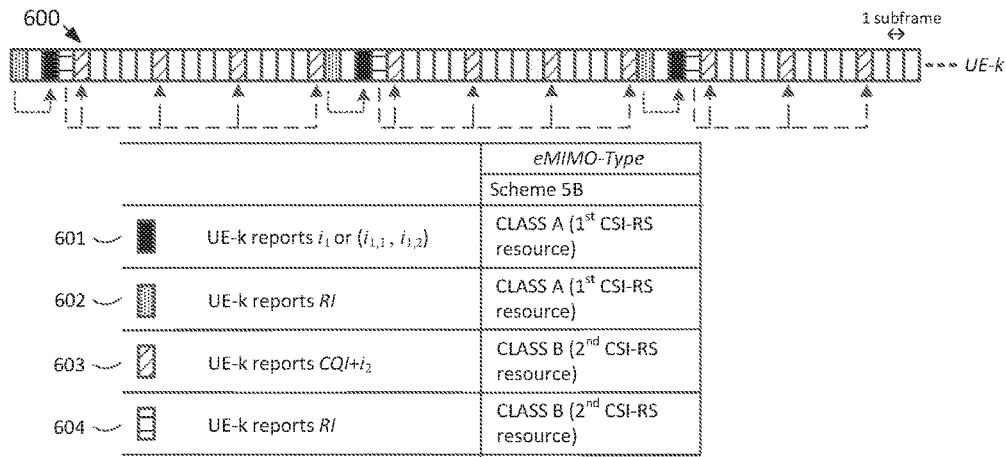 600
1 subframe
UE-k
eMIMO-Type
Scheme 5B
601 UE-k reports i₁ or (i₁,₁ , i₁,₂) CLASS A (1st CSI-RS
resource)
602 UE-k reports RI CLASS A (1st CSI-RS
resource)
603 UE-k reports CQI+i₂ CLASS B (2nd CSI-RS
resource)
604 UE-k reports RI CLASS B (2nd CSI-RS
resource)